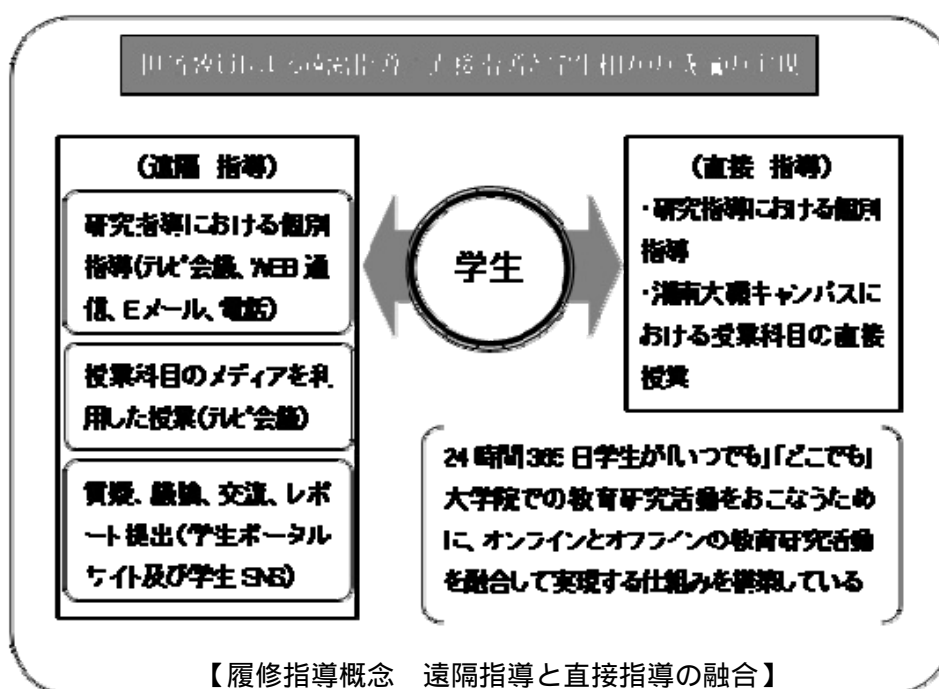 (遠隔 指導)
研究指導における個別
指導(テレビ会議、WEB 通
信、Eメール、電話)
授業科目のメディアを利
用した授業(テレビ会議)
質疑、議論、交流、レポ
ート提出(学生ポータル
サイト及び学生 SNS)
学生
(直接 指導)
・研究指導における個別
指導
・湘南大磯キャンパスに
おける授業科目の直接
授業
24 時間 365 日学生が「いつでも」「どこでも」
大学院での教育研究活動をおこなうため
に、オンラインとオフラインの教育研究活動
を融合して実現する仕組みを構築している
【履修指導概念 遠隔指導と直接指導の融合】